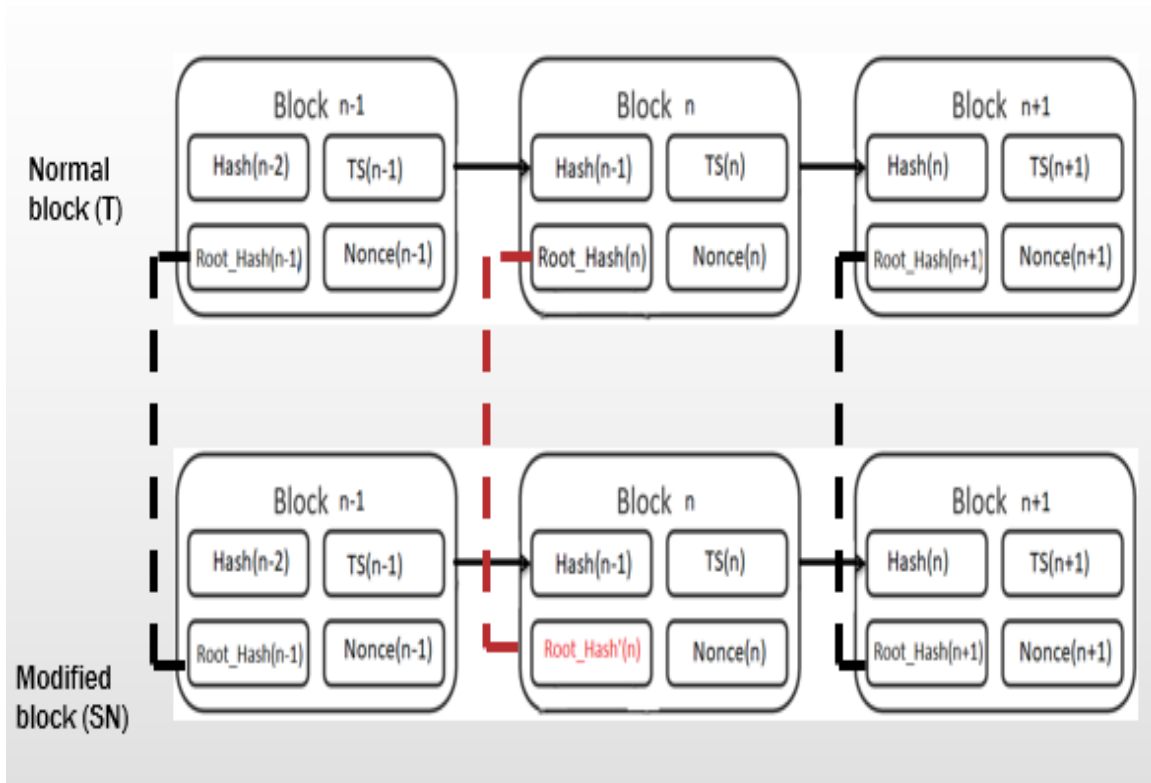 Block n-1
Block n
Block n+1
Normal
block (T)
Hash(n-2)
TS(n-1)
Hash(n-1)
TS(n)
Hash(n)
TS(n+1)
Root_Hash(n-1)
Nonce(n-1)
Root_Hash(n)
Nonce(n)
Root_Hash(n+1)
Nonce(n+1)
Block n-1
Block n
Block n+1
Hash(n-2)
TS(n-1)
Hash(n-1)
TS(n)
Hash(n)
TS(n+1)
Root_Hash(n-1)
Nonce(n-1)
Root_Hash'(n)
Nonce(n)
Root_Hash(n+1)
Nonce(n+1)
Modified
block (SN)